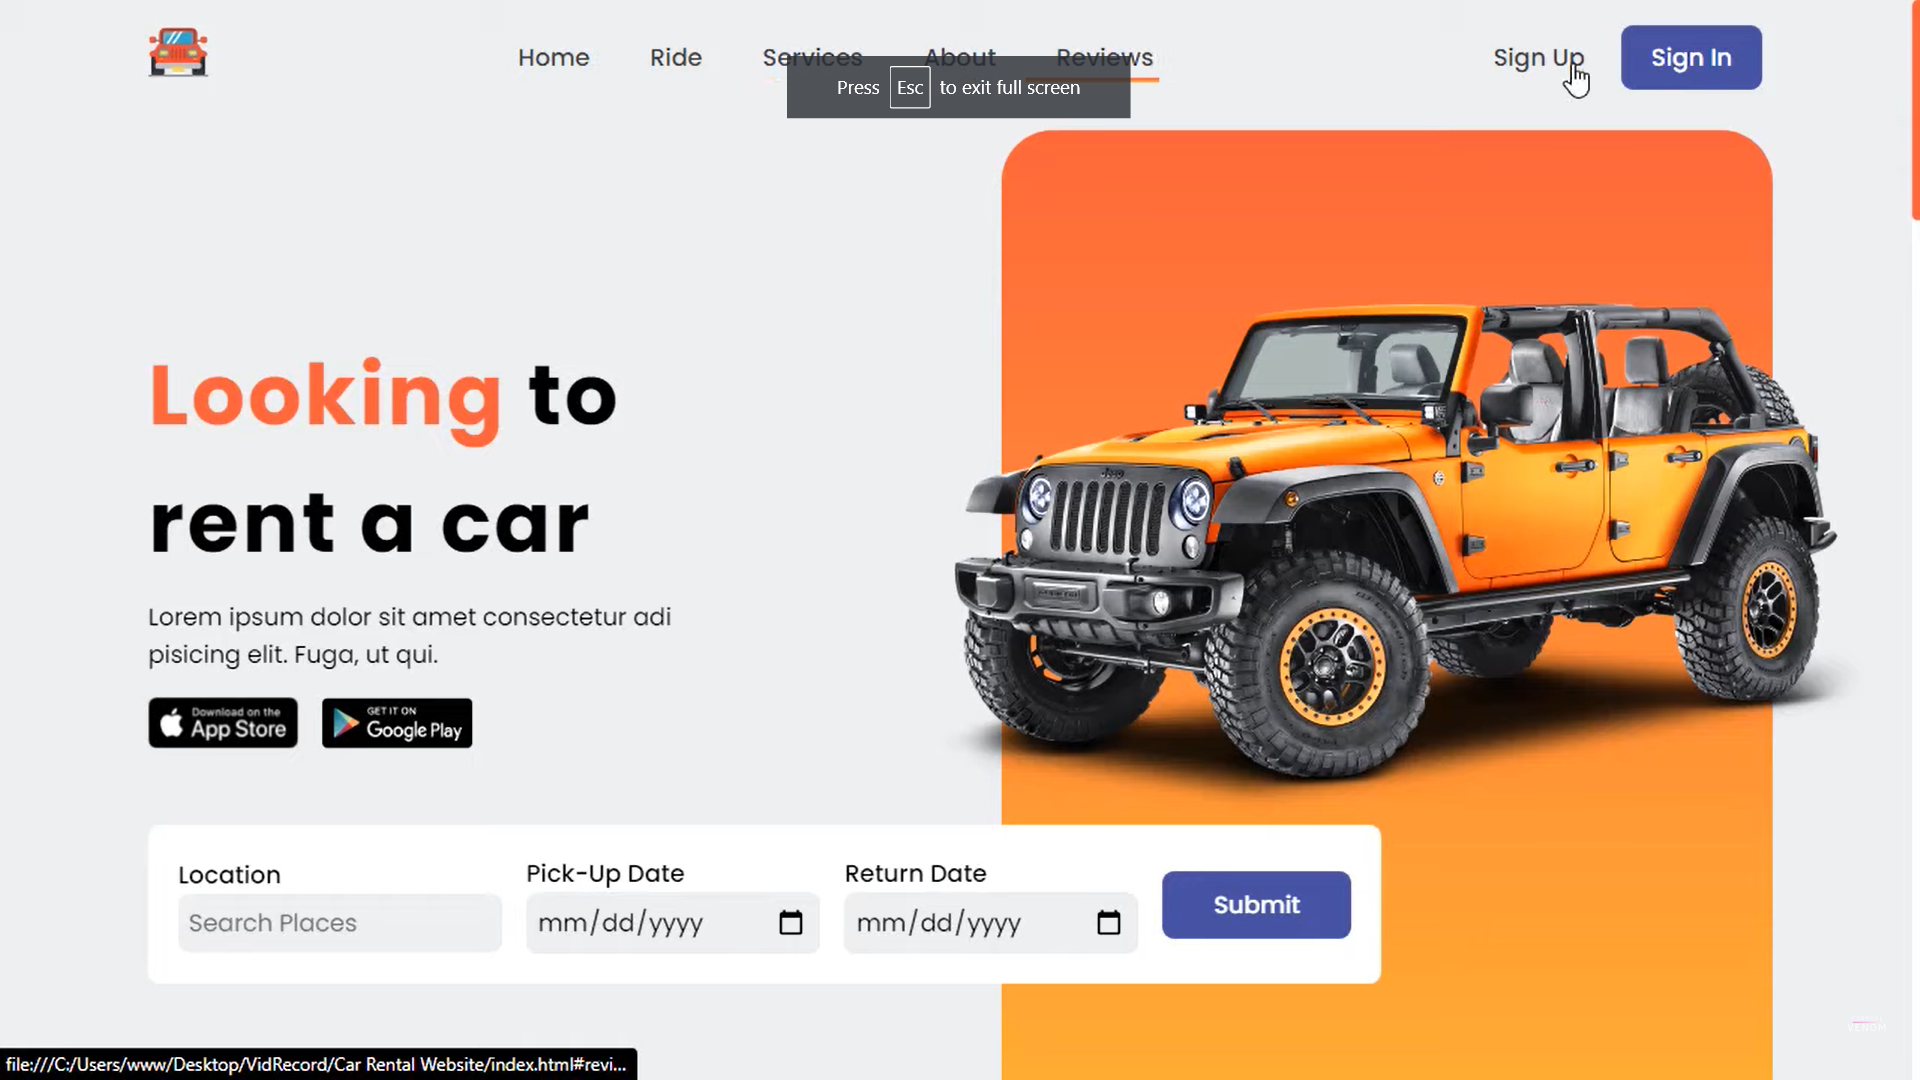 Home Ride Services About Reviews Sign Up Sign In
Press Esc to exit full screen
Looking to
rent a car
Lorem ipsum dolor sit amet consectetur adi
pisicing elit. Fuga, ut qui.
Download on the
App Store
GET IT ON
Google Play
Location Pick-Up Date Return Date
Search Places mm/dd/yyyy mm/dd/yyyy Submit
file:///C:/Users/www/Desktop/VidRecord/Car Rental Website/index.html#revi...